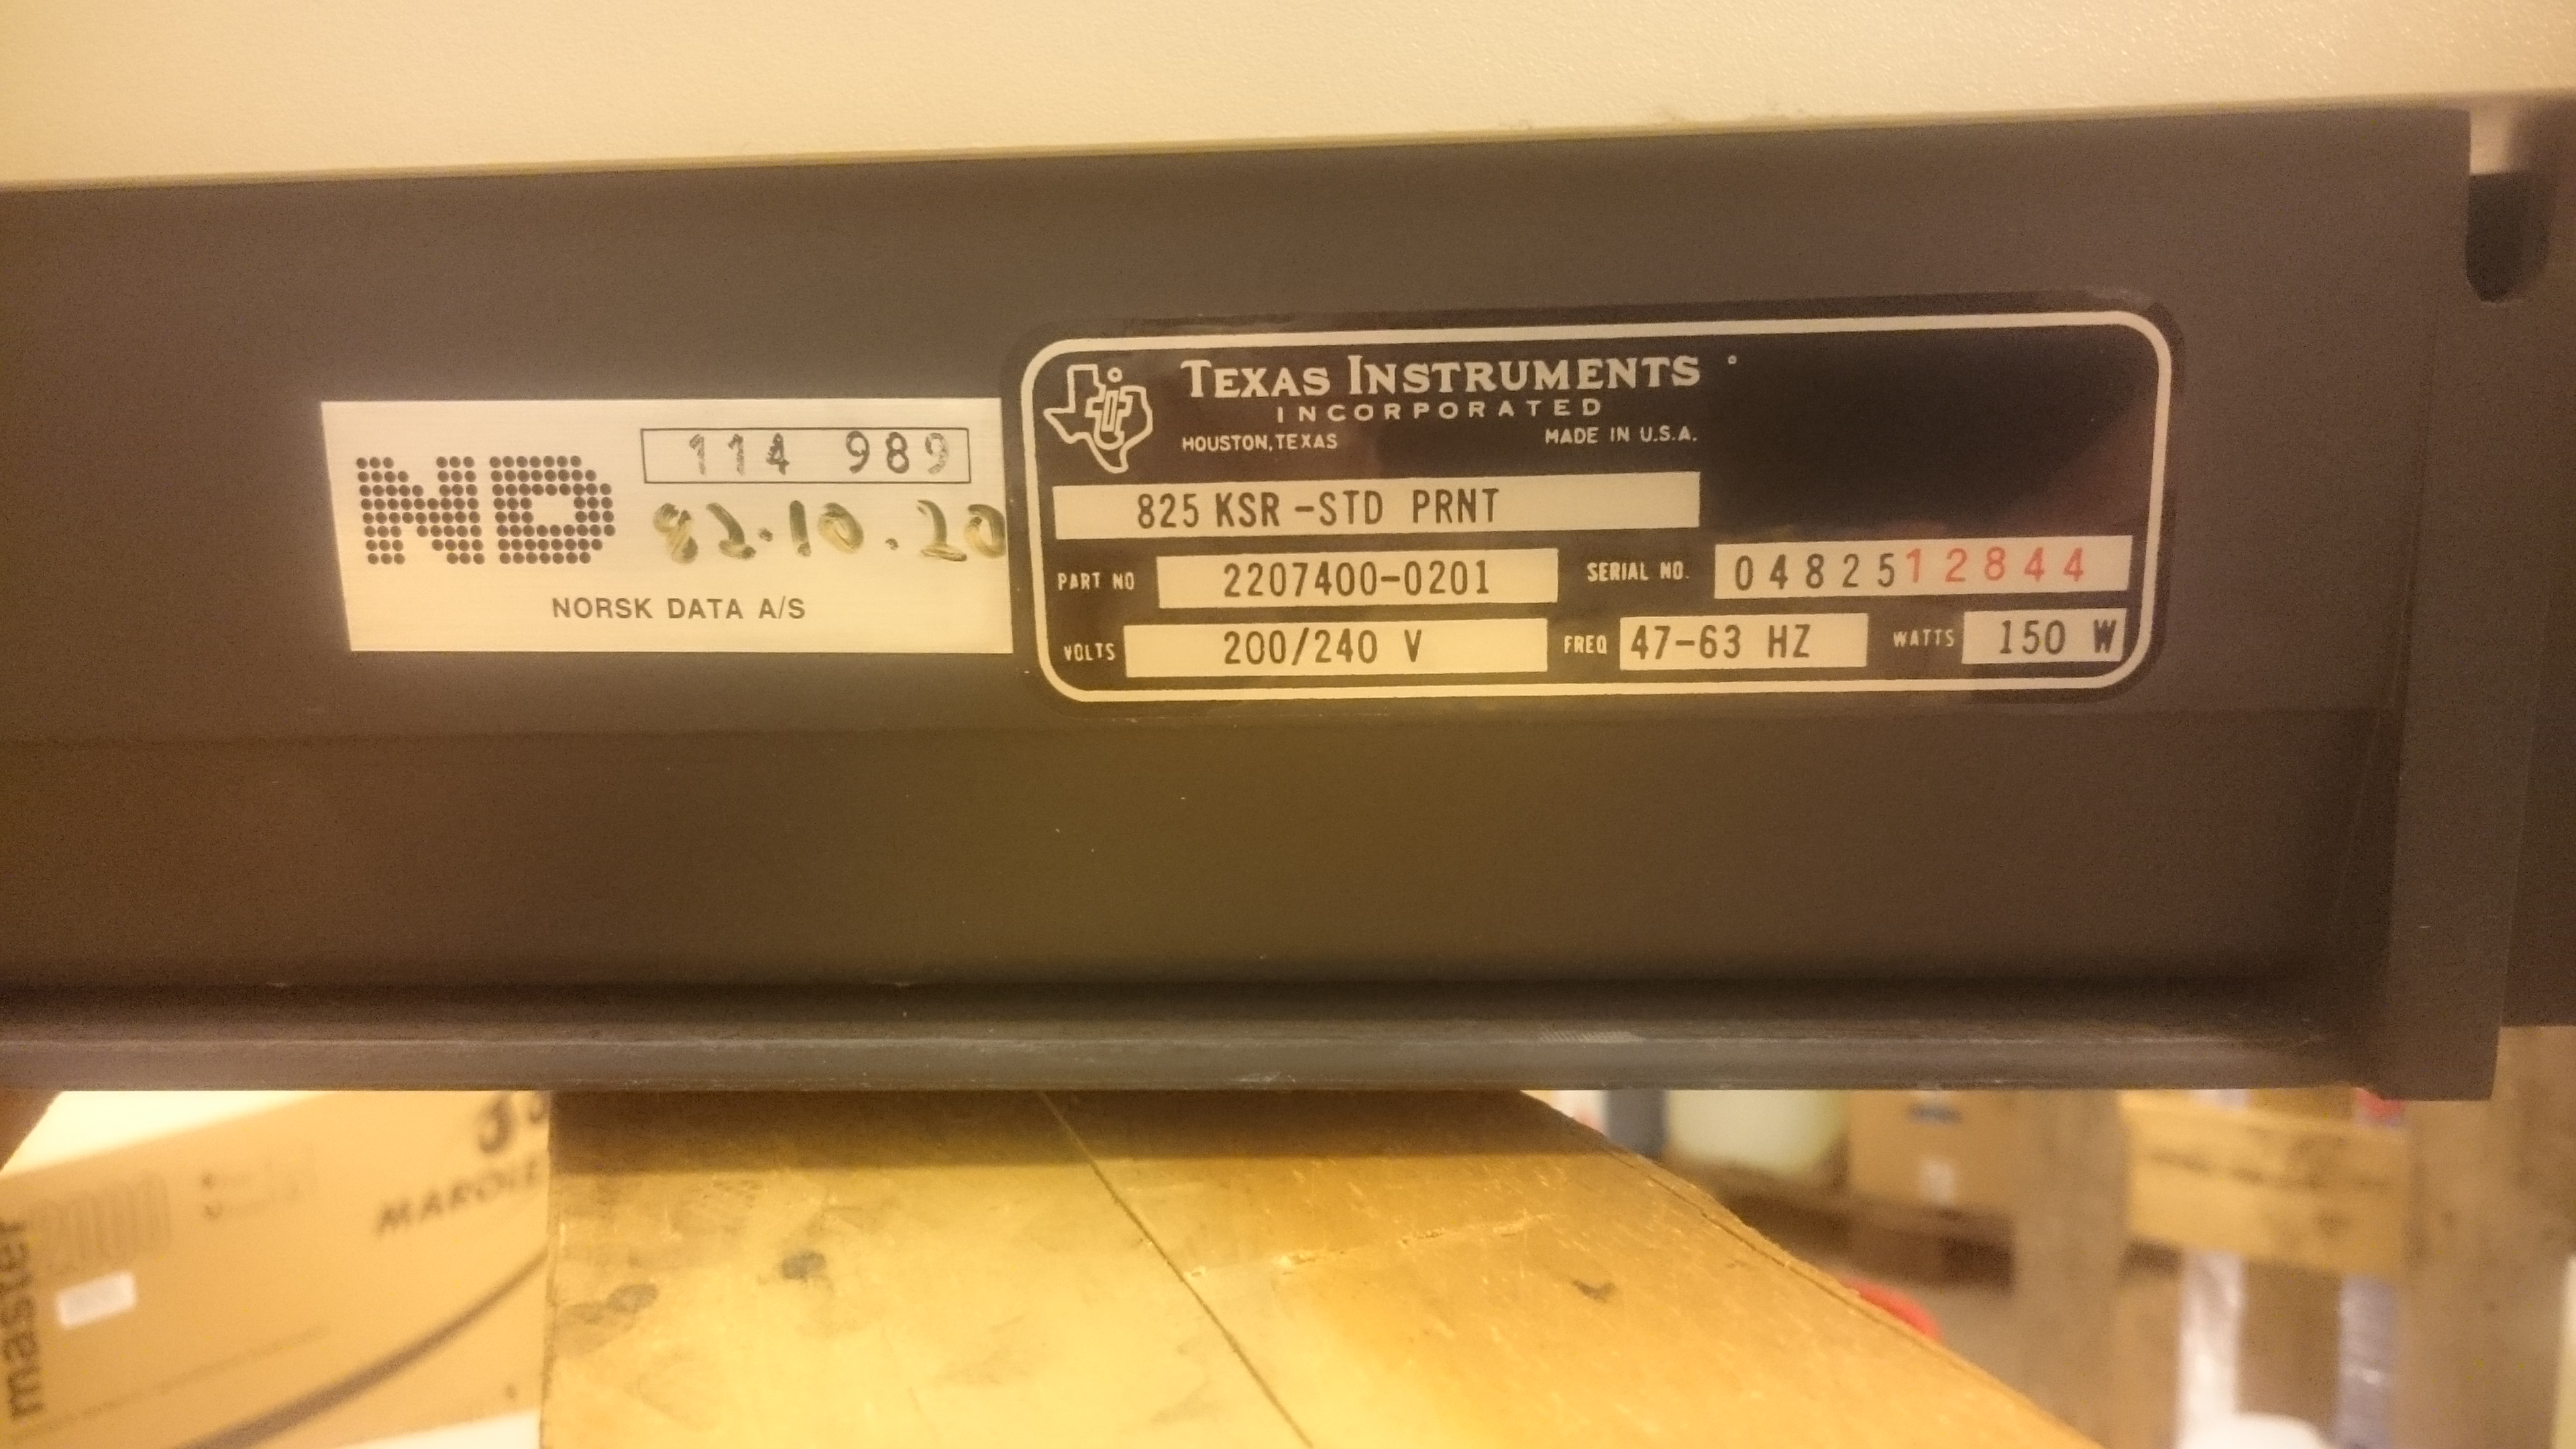 ND
114 989
82.10.20
NORSK DATA A/S
TEXAS INSTRUMENTS
INCORPORATED
HOUSTON, TEXAS MADE IN U.S.A.
825 KSR -STD PRNT
PART NO 2207400-0201 SERIAL NO. 0482512844
VOLTS 200/240 V FREQ 47-63 HZ WATTS 150 W
master